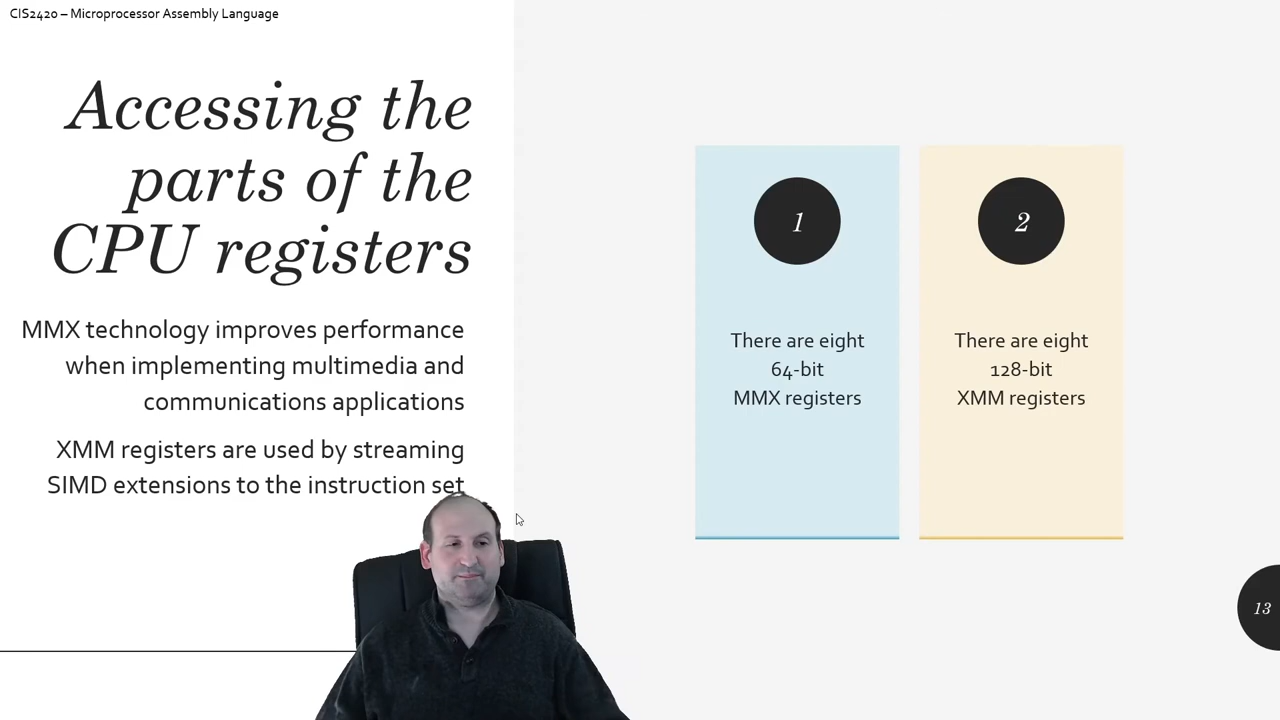 CIS2420 – Microprocessor Assembly Language
Accessing the
parts of the
CPU registers
MMX technology improves performance
when implementing multimedia and
communications applications
XMM registers are used by streaming
SIMD extensions to the instruction set
1
There are eight
64-bit
MMX registers
2
There are eight
128-bit
XMM registers
13